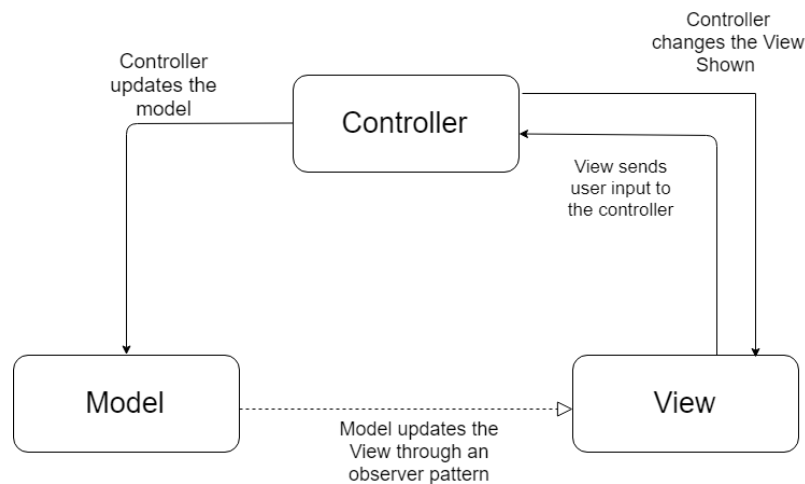 Controller
changes the View
Shown
Controller
updates the
model
Controller
View sends
user input to
the controller
Model
View
Model updates the
View through an
observer pattern